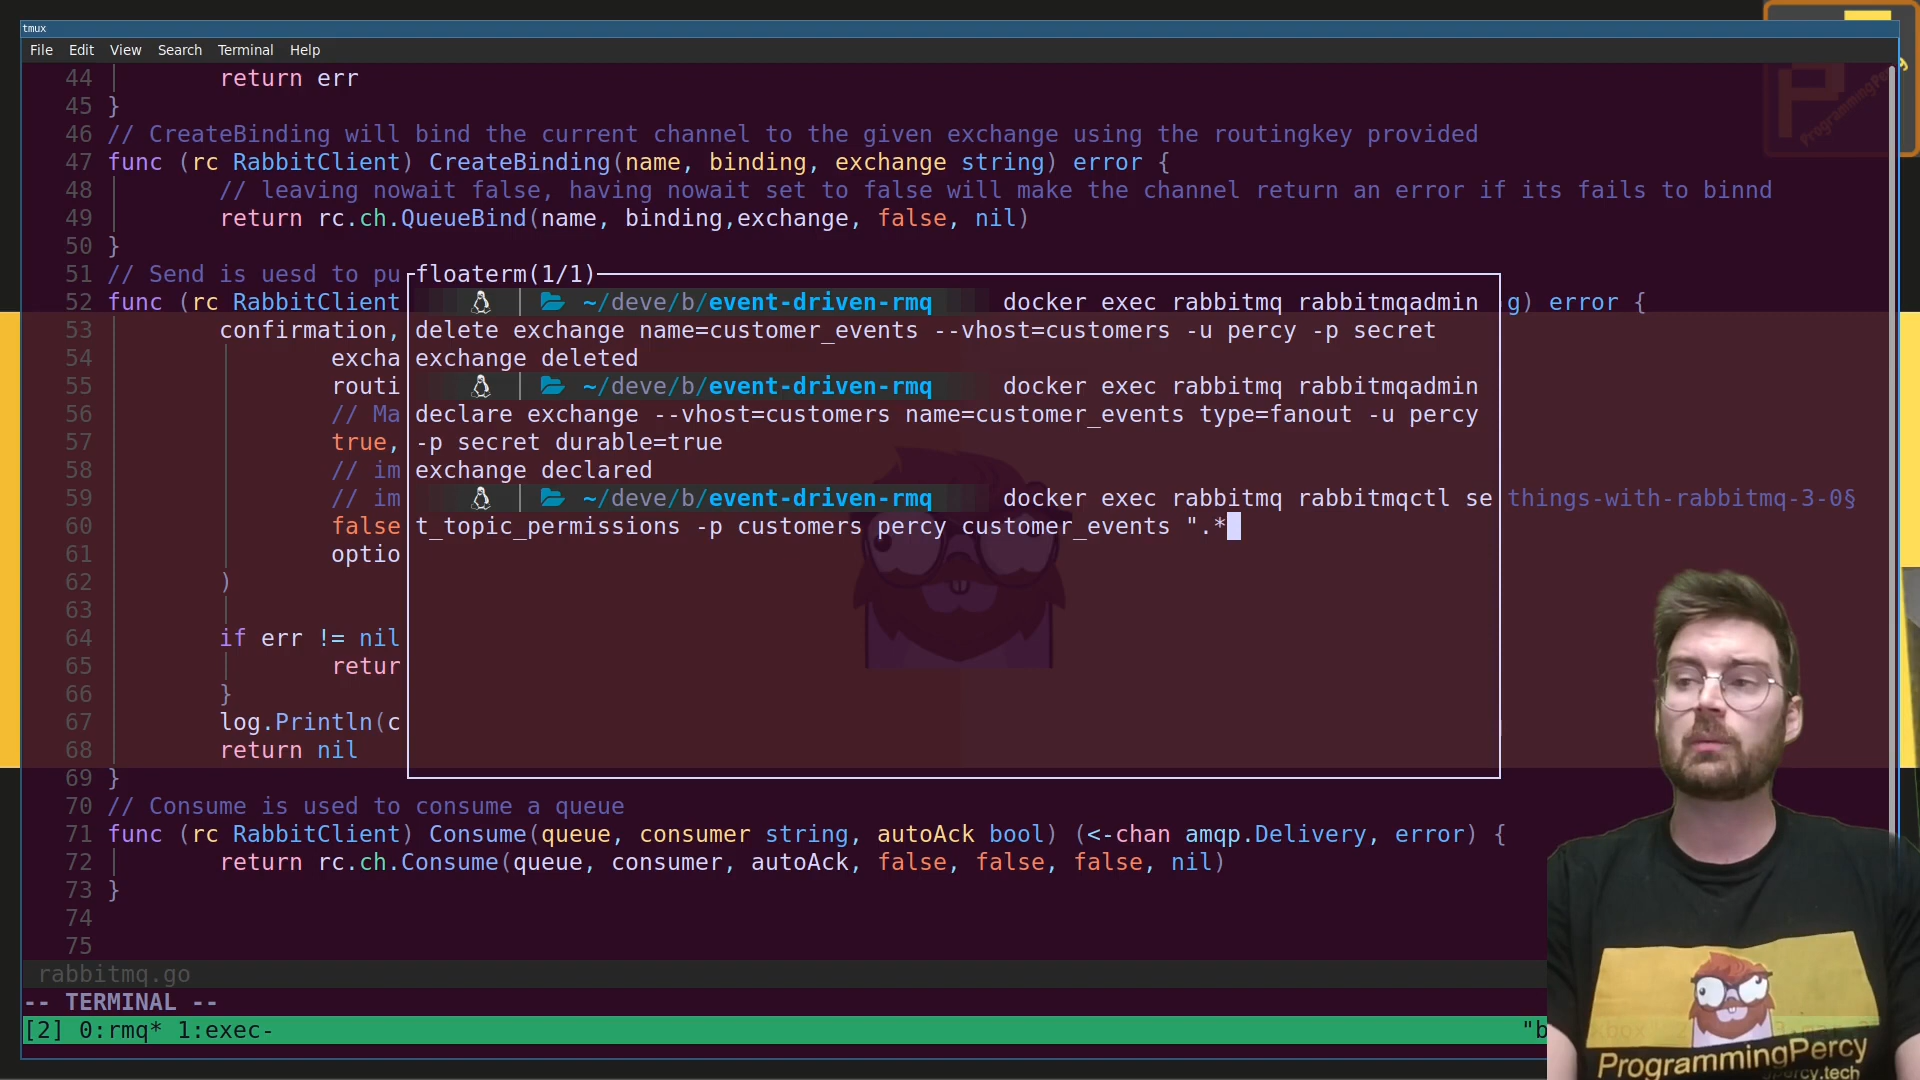 tmux
File Edit View Search Terminal Help
44 return err
45 }
46 // CreateBinding will bind the current channel to the given exchange using the routingkey provided
47 func (rc RabbitClient) CreateBinding(name, binding, exchange string) error {
48 // leaving nowait false, having nowait set to false will make the channel return an error if its fails to binnd
49 return rc.ch.QueueBind(name, binding,exchange, false, nil)
50 }
51 // Send is uesd to pu
52 func (rc RabbitClient g) error {
53 confirmation,
54 excha
55 routi
56 // Ma
57 true,
58 // im
59 // im things-with-rabbitmq-3-0§
60 false
61 optio
62 )
63
64 if err != nil
65 retur
66 }
67 log.Println(c
68 return nil
69 }
70 // Consume is used to consume a queue
71 func (rc RabbitClient) Consume(queue, consumer string, autoAck bool) (<-chan amqp.Delivery, error) {
72 return rc.ch.Consume(queue, consumer, autoAck, false, false, false, nil)
73 }
74
75
floaterm(1/1)
~/deve/b/event-driven-rmq docker exec rabbitmq rabbitmqadmin
delete exchange name=customer_events --vhost=customers -u percy -p secret
exchange deleted
~/deve/b/event-driven-rmq docker exec rabbitmq rabbitmqadmin
declare exchange --vhost=customers name=customer_events type=fanout -u percy
-p secret durable=true
exchange declared
~/deve/b/event-driven-rmq docker exec rabbitmq rabbitmqctl se
t_topic_permissions -p customers percy customer_events ".*
rabbitmq.go
-- TERMINAL --
[2] 0:rmq* 1:exec-
"b
ProgrammingPercy
ProgrammingPercy